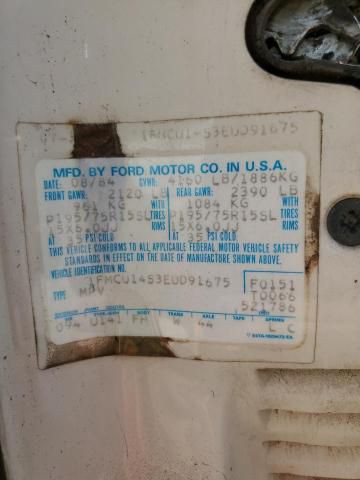 1FMCU14S3EUD91675
MFD. BY FORD MOTOR CO. IN U.S.A.
DATE: 08/84 GVWR: 4160 LB/1886KG
FRONT GAWR: 2120 LB REAR GAWR: 2390 LB
961 KG WITH 1084 KG WITH
P195/75R15SL TIRES P195/75R15SL TIRES
15X6.0JJ RIMS 15X6.0JJ RIMS
AT 35 PSI COLD AT 35 PSI COLD
THIS VEHICLE CONFORMS TO ALL APPLICABLE FEDERAL MOTOR VEHICLE SAFETY
STANDARDS IN EFFECT ON THE DATE OF MANUFACTURE SHOWN ABOVE.
VEHICLE IDENTIFICATION NO.
1FMCU14S3EUD91675 F0151
TYPE MPV T0066
521786
EXTERIOR PAINT COLORS BODY TRANS AXLE TAPE SPRING
094 U141 FH W 44 L C